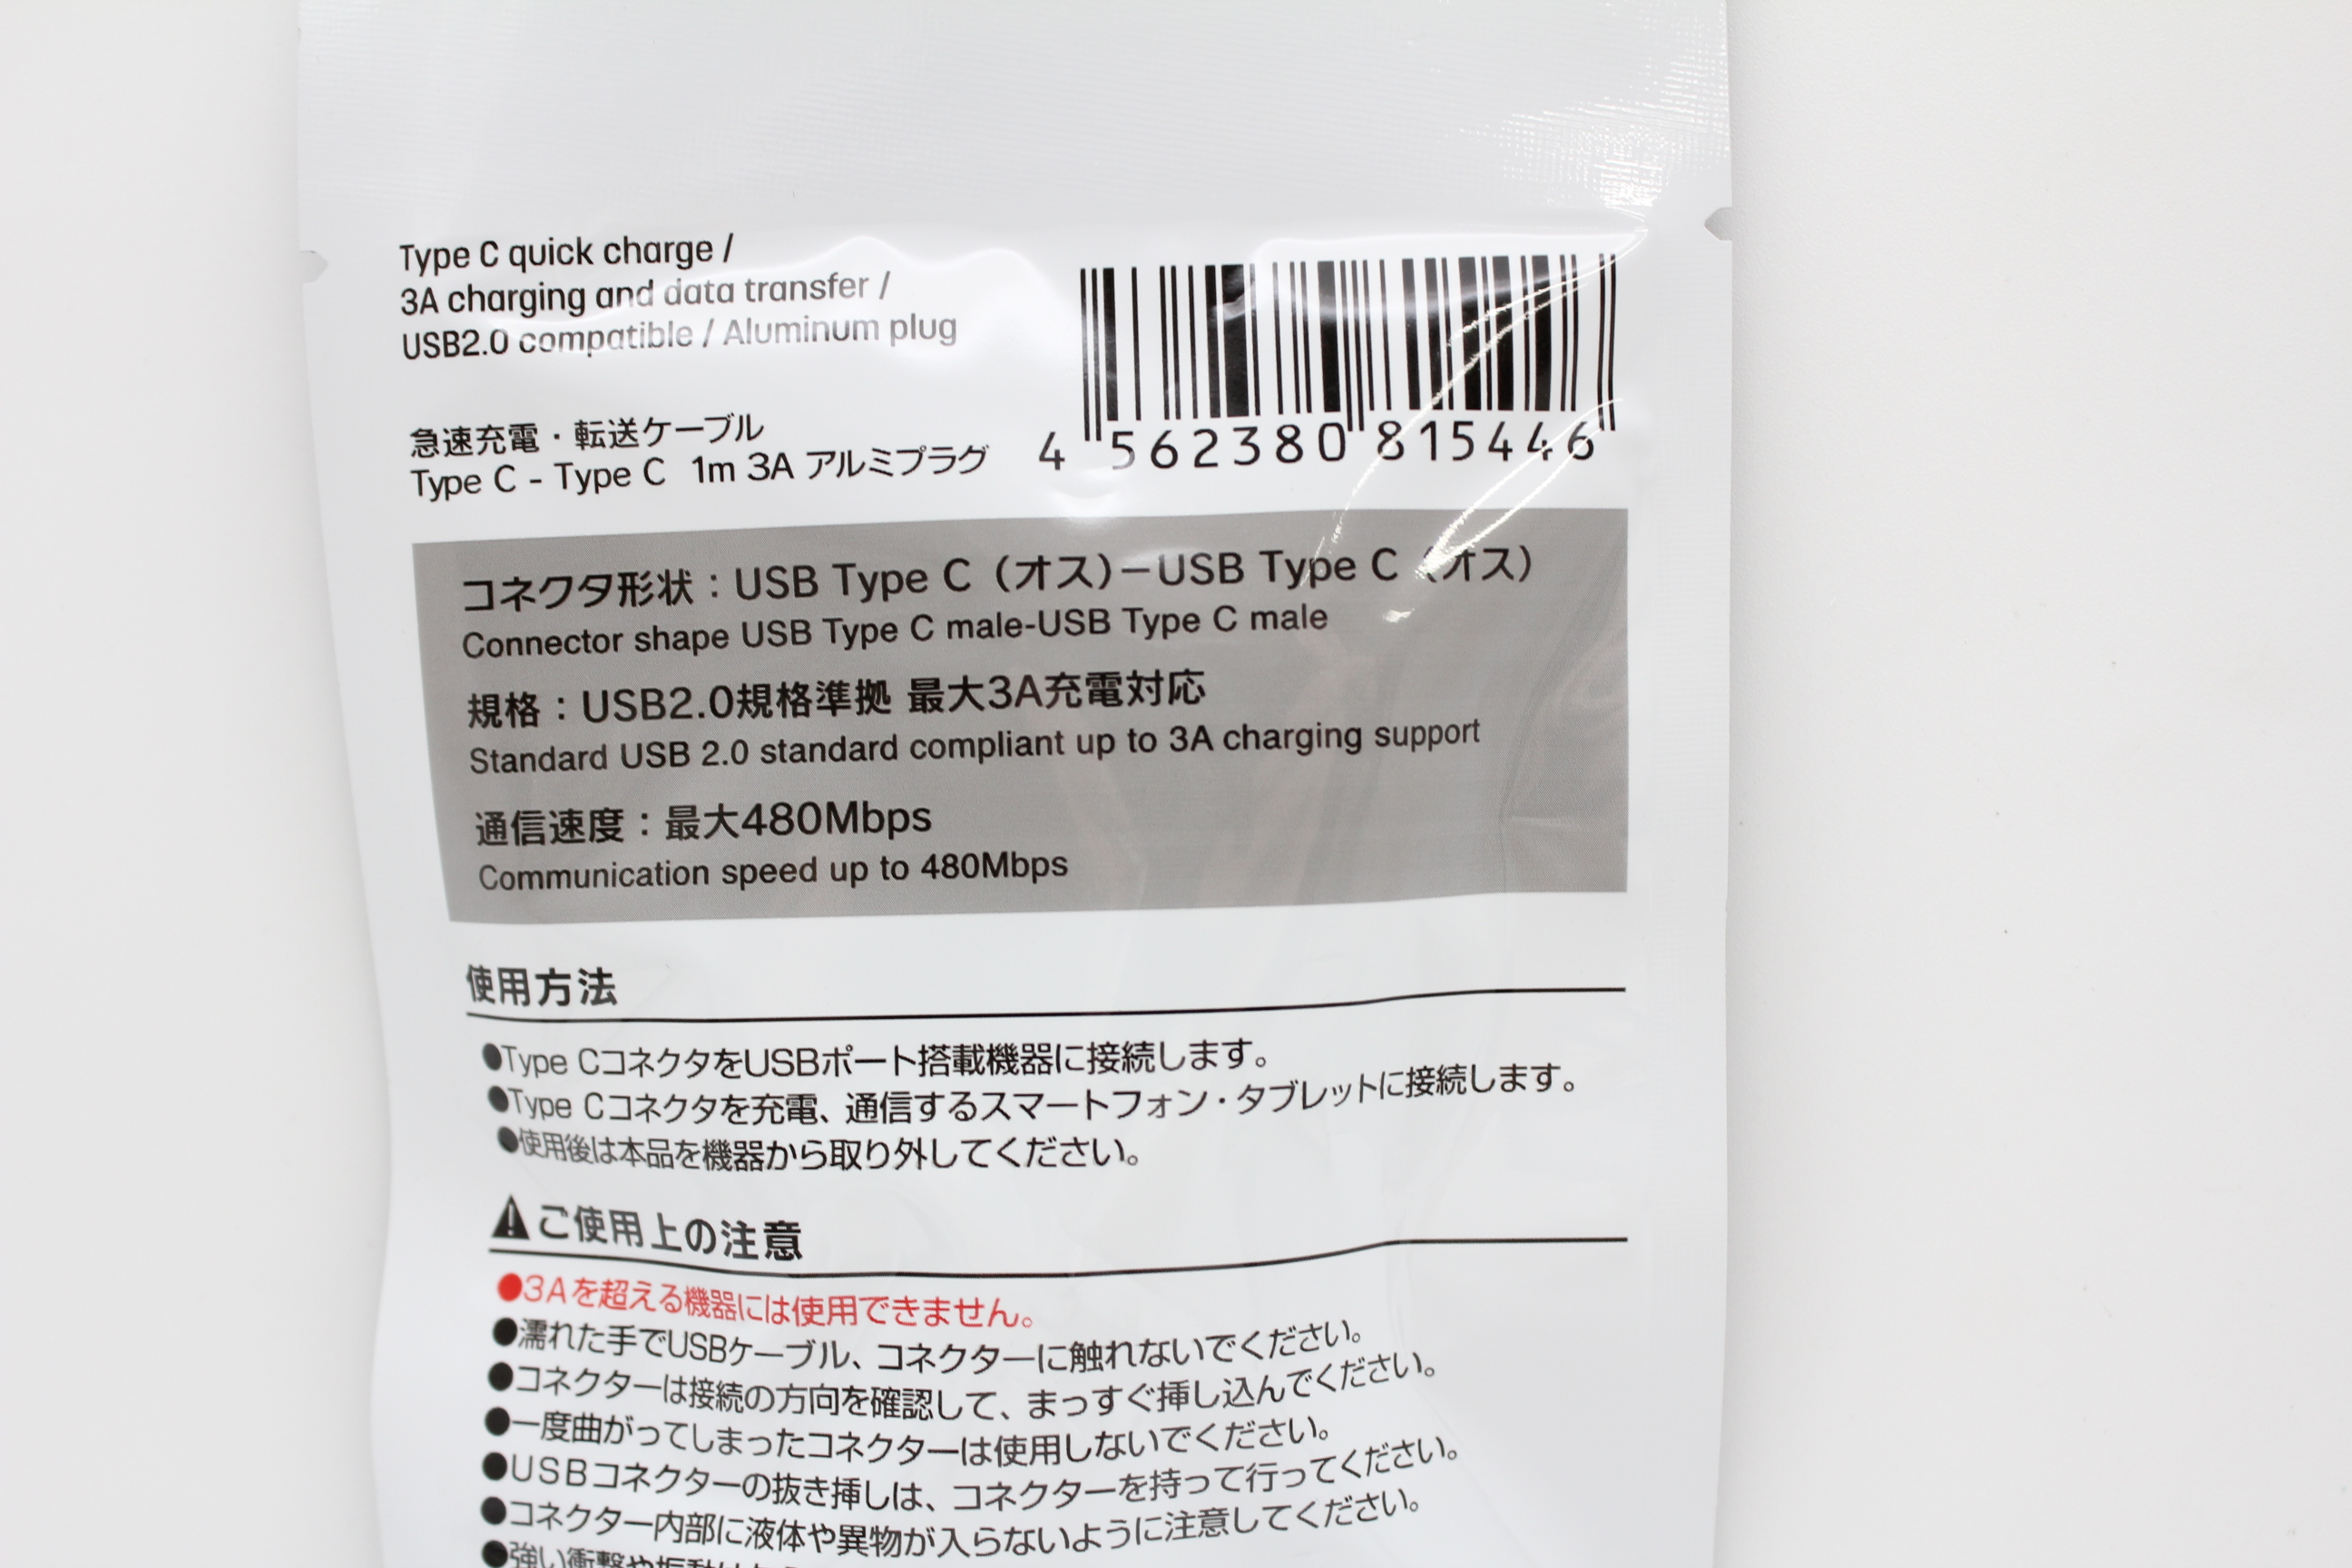 Type C quick charge /
3A charging and data transfer /
USB2.0 compatible / Aluminum plug
急速充電・転送ケーブル
Type C - Type C 1m 3A アルミプラグ
4 562380 815446
コネクタ形状：USB Type C（オス）－USB Type C（オス）
Connector shape USB Type C male-USB Type C male
規格：USB2.0規格準拠 最大3A充電対応
Standard USB 2.0 standard compliant up to 3A charging support
通信速度：最大480Mbps
Communication speed up to 480Mbps
使用方法
●Type CコネクタをUSBポート搭載機器に接続します。
●Type Cコネクタを充電、通信するスマートフォン・タブレットに接続します。
●使用後は本品を機器から取り外してください。
⚠ご使用上の注意
●3Aを超える機器には使用できません。
●濡れた手でUSBケーブル、コネクターに触れないでください。
●コネクターは接続の方向を確認して、まっすぐ挿し込んでください。
●一度曲がってしまったコネクターは使用しないでください。
●USBコネクターの抜き挿しは、コネクターを持って行ってください。
●コネクター内部に液体や異物が入らないように注意してください。
●強い衝撃や振動は